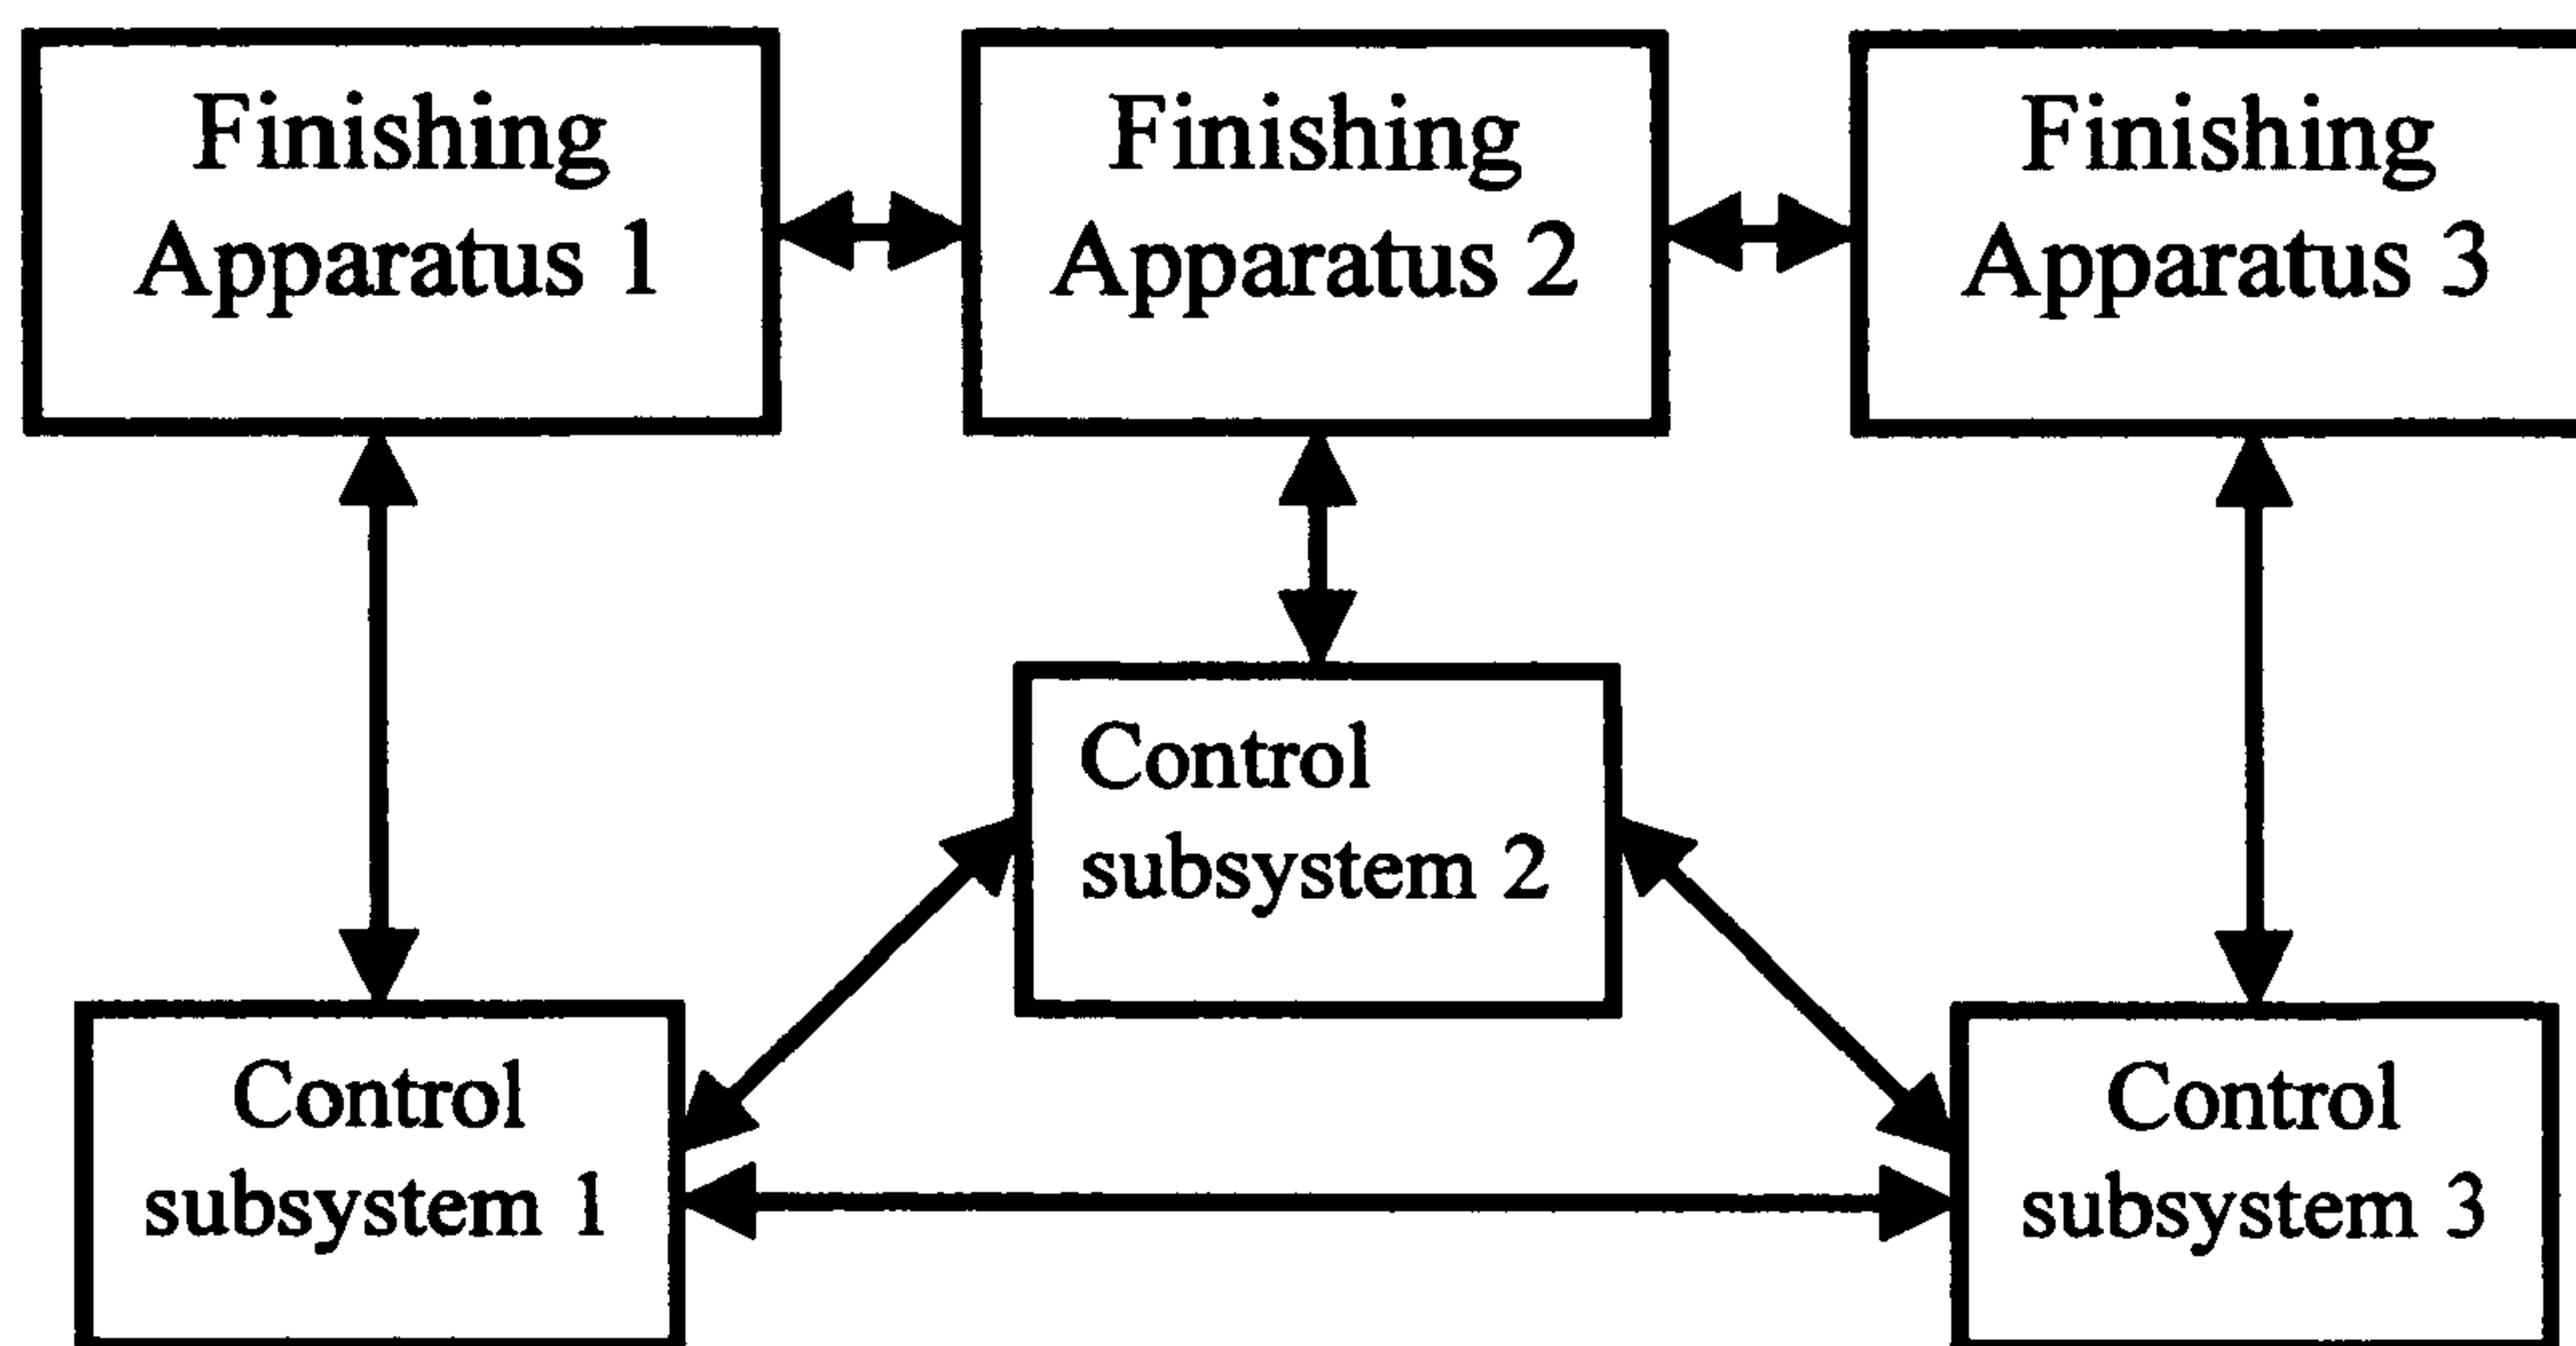 Finishing
Apparatus 1
Finishing
Apparatus 2
Finishing
Apparatus 3
Control
subsystem 2
Control
subsystem 1
Control
subsystem 3